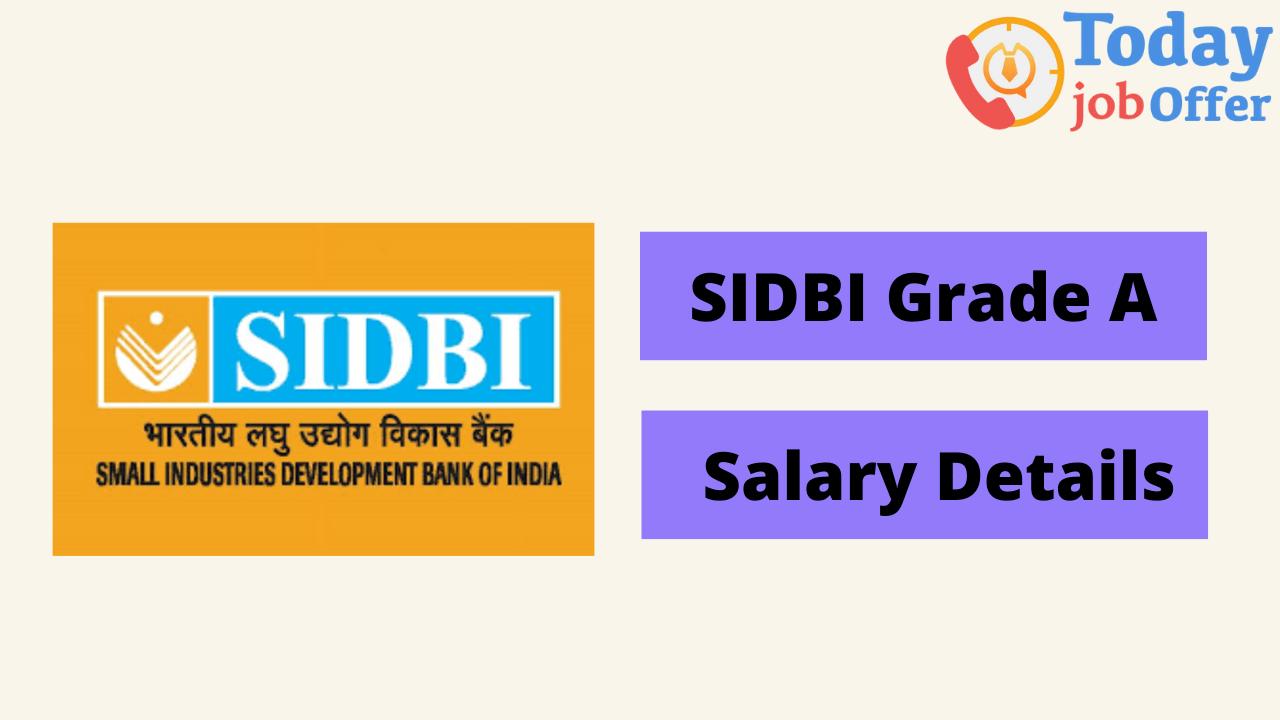 Today
job Offer
SIDBI
भारतीय लघु उद्योग विकास बैंक
SMALL INDUSTRIES DEVELOPMENT BANK OF INDIA
SIDBI Grade A
Salary Details